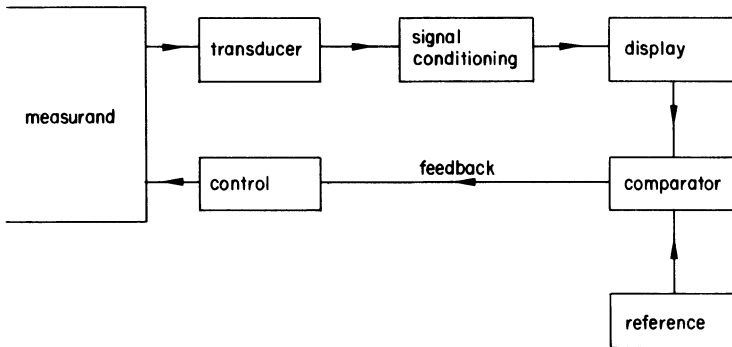 measurand
transducer
signal
conditioning
display
control
feedback
comparator
reference